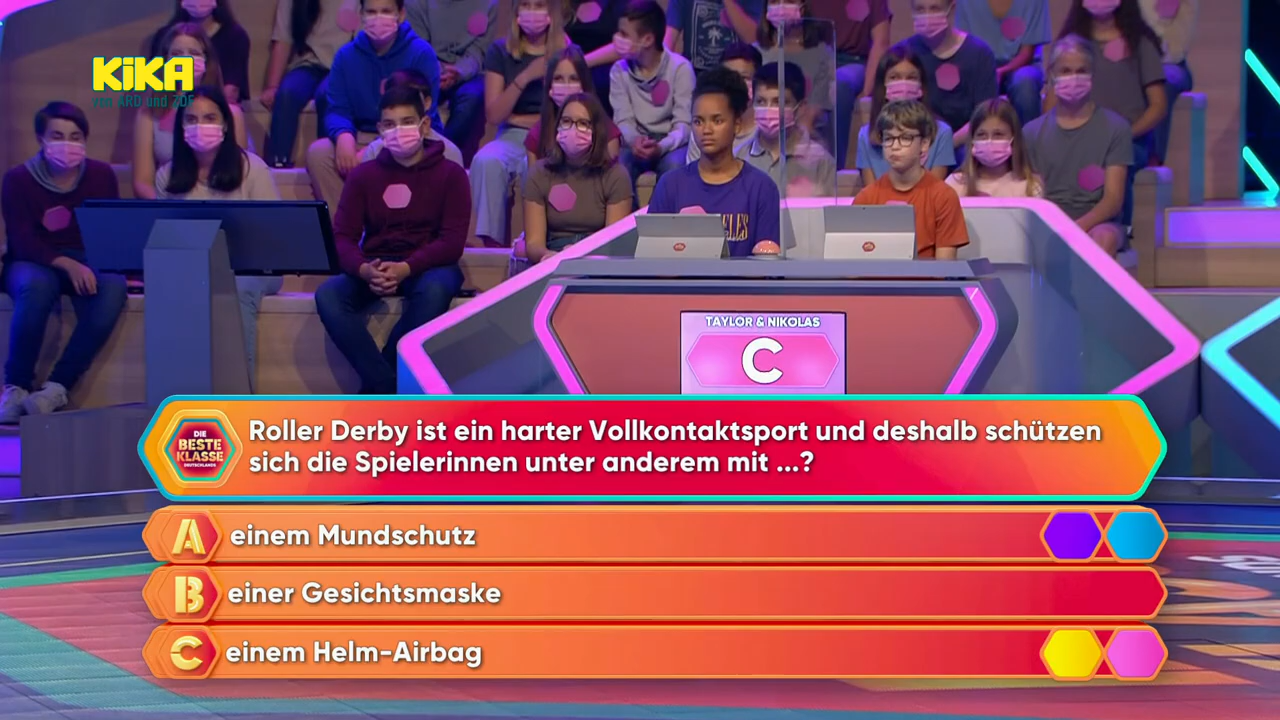 KiKA
von ARD und ZDF
TAYLOR & NIKOLAS
C
DIE
BESTE
KLASSE
DEUTSCHLANDS
Roller Derby ist ein harter Vollkontaktsport und deshalb schützen
sich die Spielerinnen unter anderem mit ...?
A einem Mundschutz
B einer Gesichtsmaske
C einem Helm-Airbag